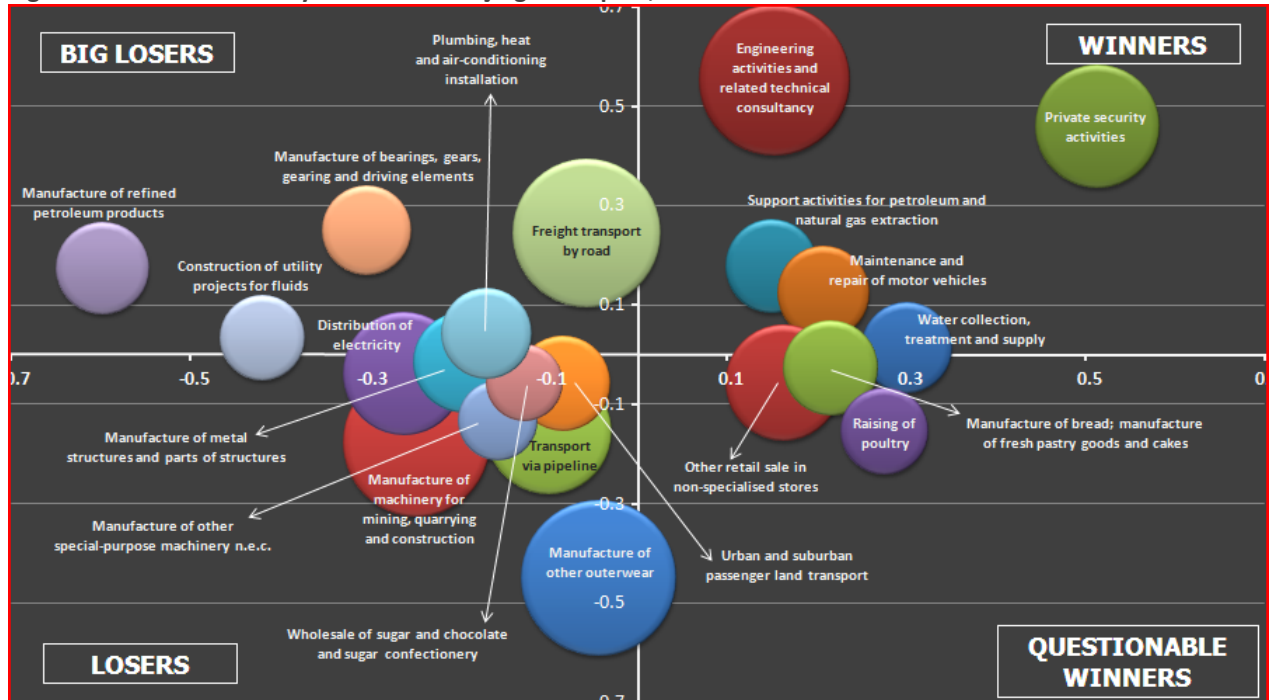 0.7
BIG LOSERS
WINNERS
Plumbing, heat
and air-conditioning
installation
Engineering
activities and
related technical
consultancy
0.5
Private security
activities
Manufacture of bearings, gears,
gearing and driving elements
Manufacture of refined
petroleum products
Support activities for petroleum and
natural gas extraction
0.3
Freight transport
by road
Construction of utility
projects for fluids
Maintenance and
repair of motor vehicles
0.1
Distribution of
electricity
Water collection,
treatment and supply
0.7
-0.5
-0.3
-0.1
0.1
0.3
0.5
-0.1
Raising of
poultry
Manufacture of bread; manufacture
of fresh pastry goods and cakes
Manufacture of metal
structures and parts of structures
Transport
via pipeline
Other retail sale in
non-specialised stores
Manufacture of
machinery for
mining, quarrying
and construction
-0.3
Manufacture of other
special-purpose machinery n.e.c.
Manufacture of
other outerwear
Urban and suburban
passenger land transport
-0.5
Wholesale of sugar and chocolate
and sugar confectionery
LOSERS
QUESTIONABLE
WINNERS